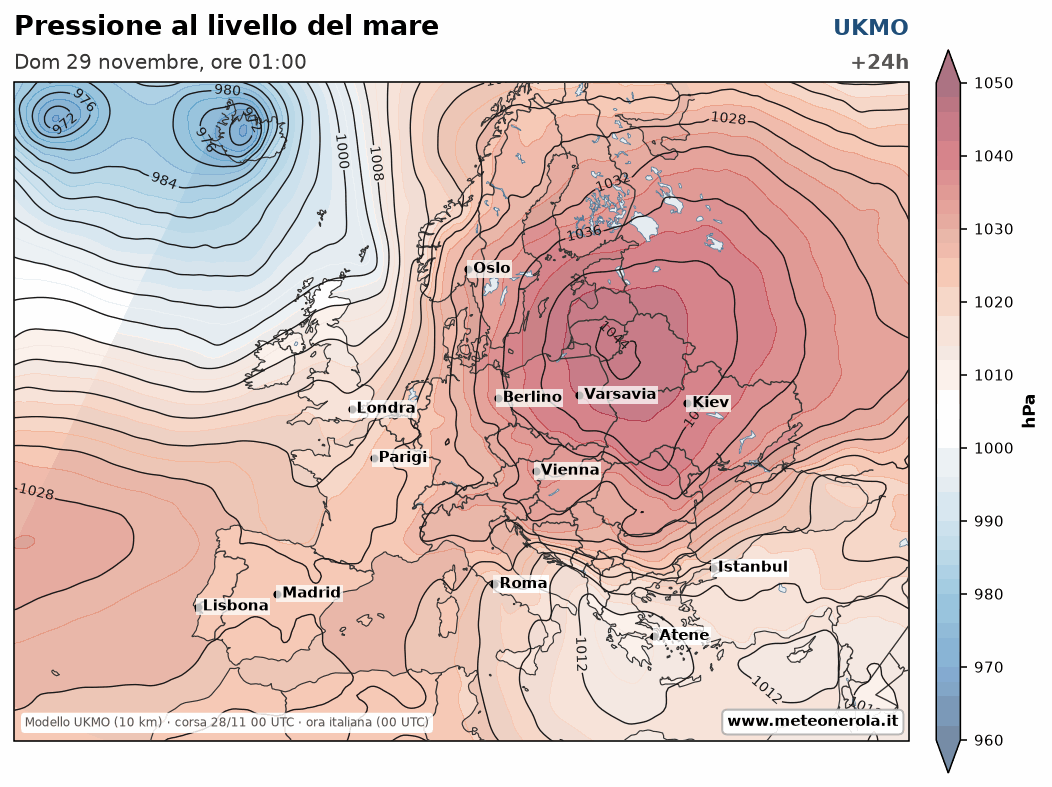 Pressione al livello del mare
UKMO
Dom 29 novembre, ore 01:00
+24h
976
972
980
976
972
984
1000
1008
1028
1032
1036
1044
1028
1012
1012
Oslo
Londra
Berlino
Varsavia
Kiev
Parigi
Vienna
Istanbul
Roma
Madrid
Lisbona
Atene
Modello UKMO (10 km) · corsa 28/11 00 UTC · ora italiana (00 UTC)
www.meteonerola.it
1050
1040
1030
1020
1010
1000
990
980
970
960
hPa